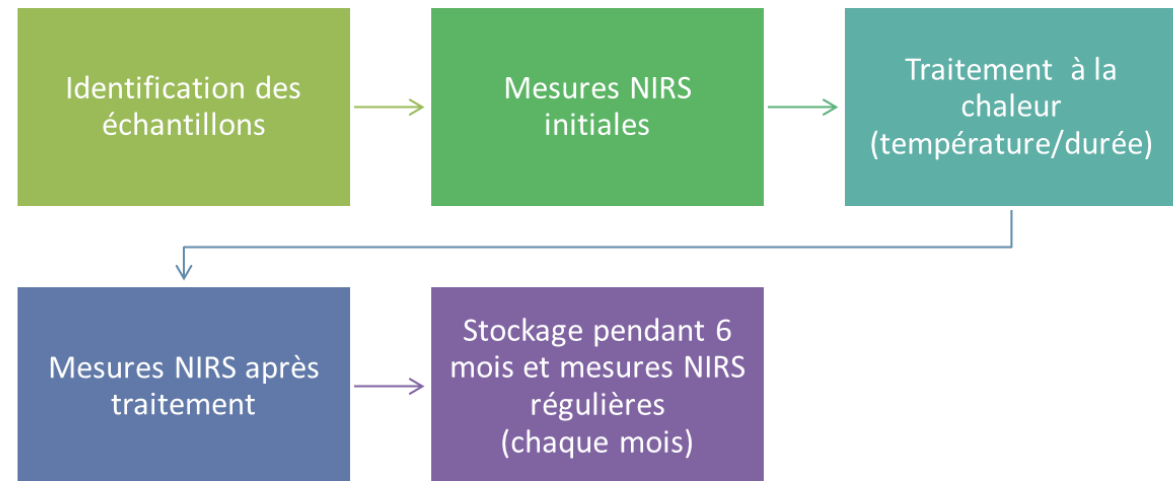 Identification des
échantillons
Mesures NIRS
initiales
Traitement à la
chaleur
(température/durée)
Mesures NIRS après
traitement
Stockage pendant 6
mois et mesures NIRS
régulières
(chaque mois)